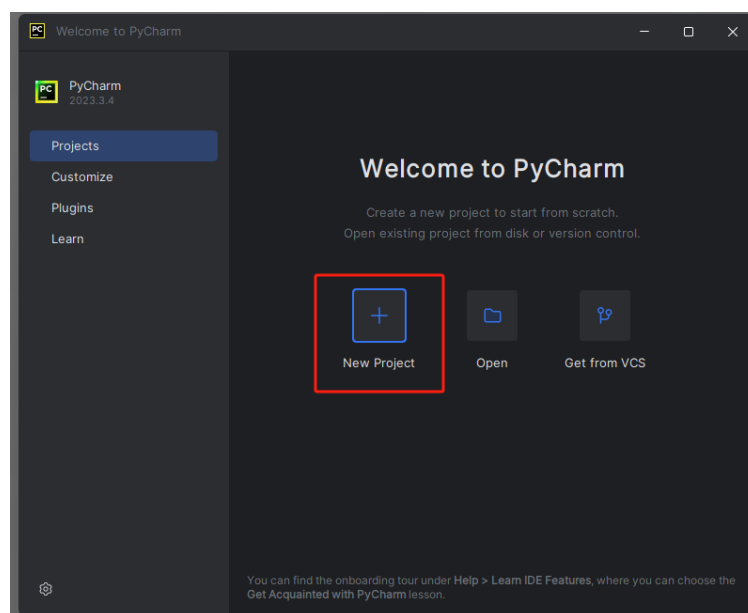 PC Welcome to PyCharm
PC PyCharm
2023.3.4
Projects
Customize
Plugins
Learn
Welcome to PyCharm
Create a new project to start from scratch.
Open existing project from disk or version control.
New Project Open Get from VCS
You can find the onboarding tour under Help > Learn IDE Features, where you can choose the
Get Acquainted with PyCharm lesson.